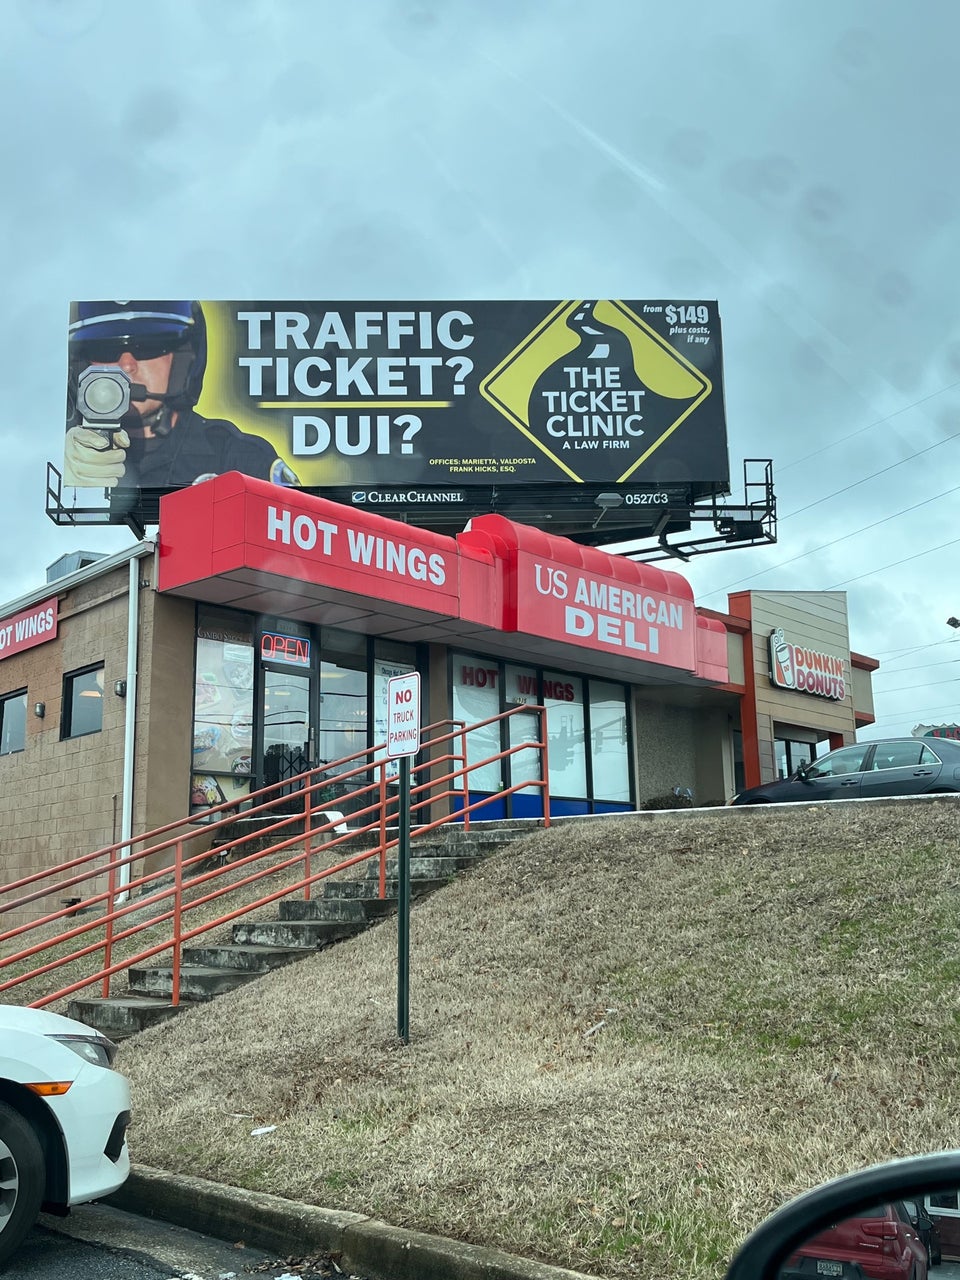 TRAFFIC
TICKET?
DUI?
from $149
plus costs,
if any
THE
TICKET
CLINIC
A LAW FIRM
OFFICES: MARIETTA, VALDOSTA
FRANK HICKS, ESQ.
CLEARCHANNEL
052703
HOT WINGS
US AMERICAN
DELI
OT WINGS
OPEN
HOT WINGS
DUNKIN'
DONUTS
NO
TRUCK
PARKING